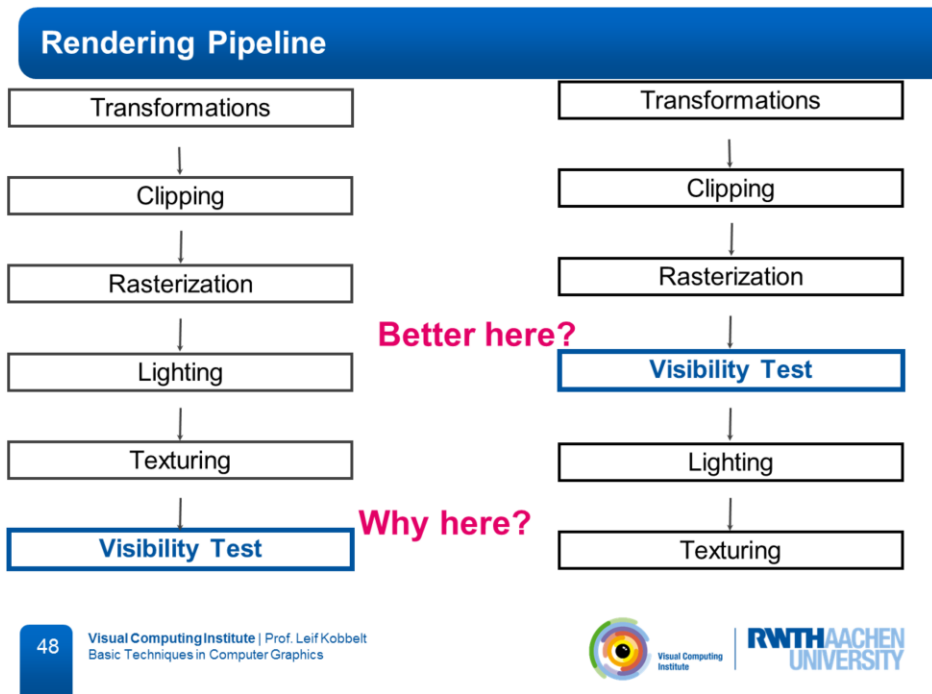 Rendering Pipeline
Transformations
Clipping
Rasterization
Lighting
Texturing
Visibility Test
Better here?
Why here?
Transformations
Clipping
Rasterization
Visibility Test
Lighting
Texturing
48
Visual Computing Institute | Prof. Leif Kobbelt
Basic Techniques in Computer Graphics
Visual Computing
Institute
RWTHAACHEN
UNIVERSITY